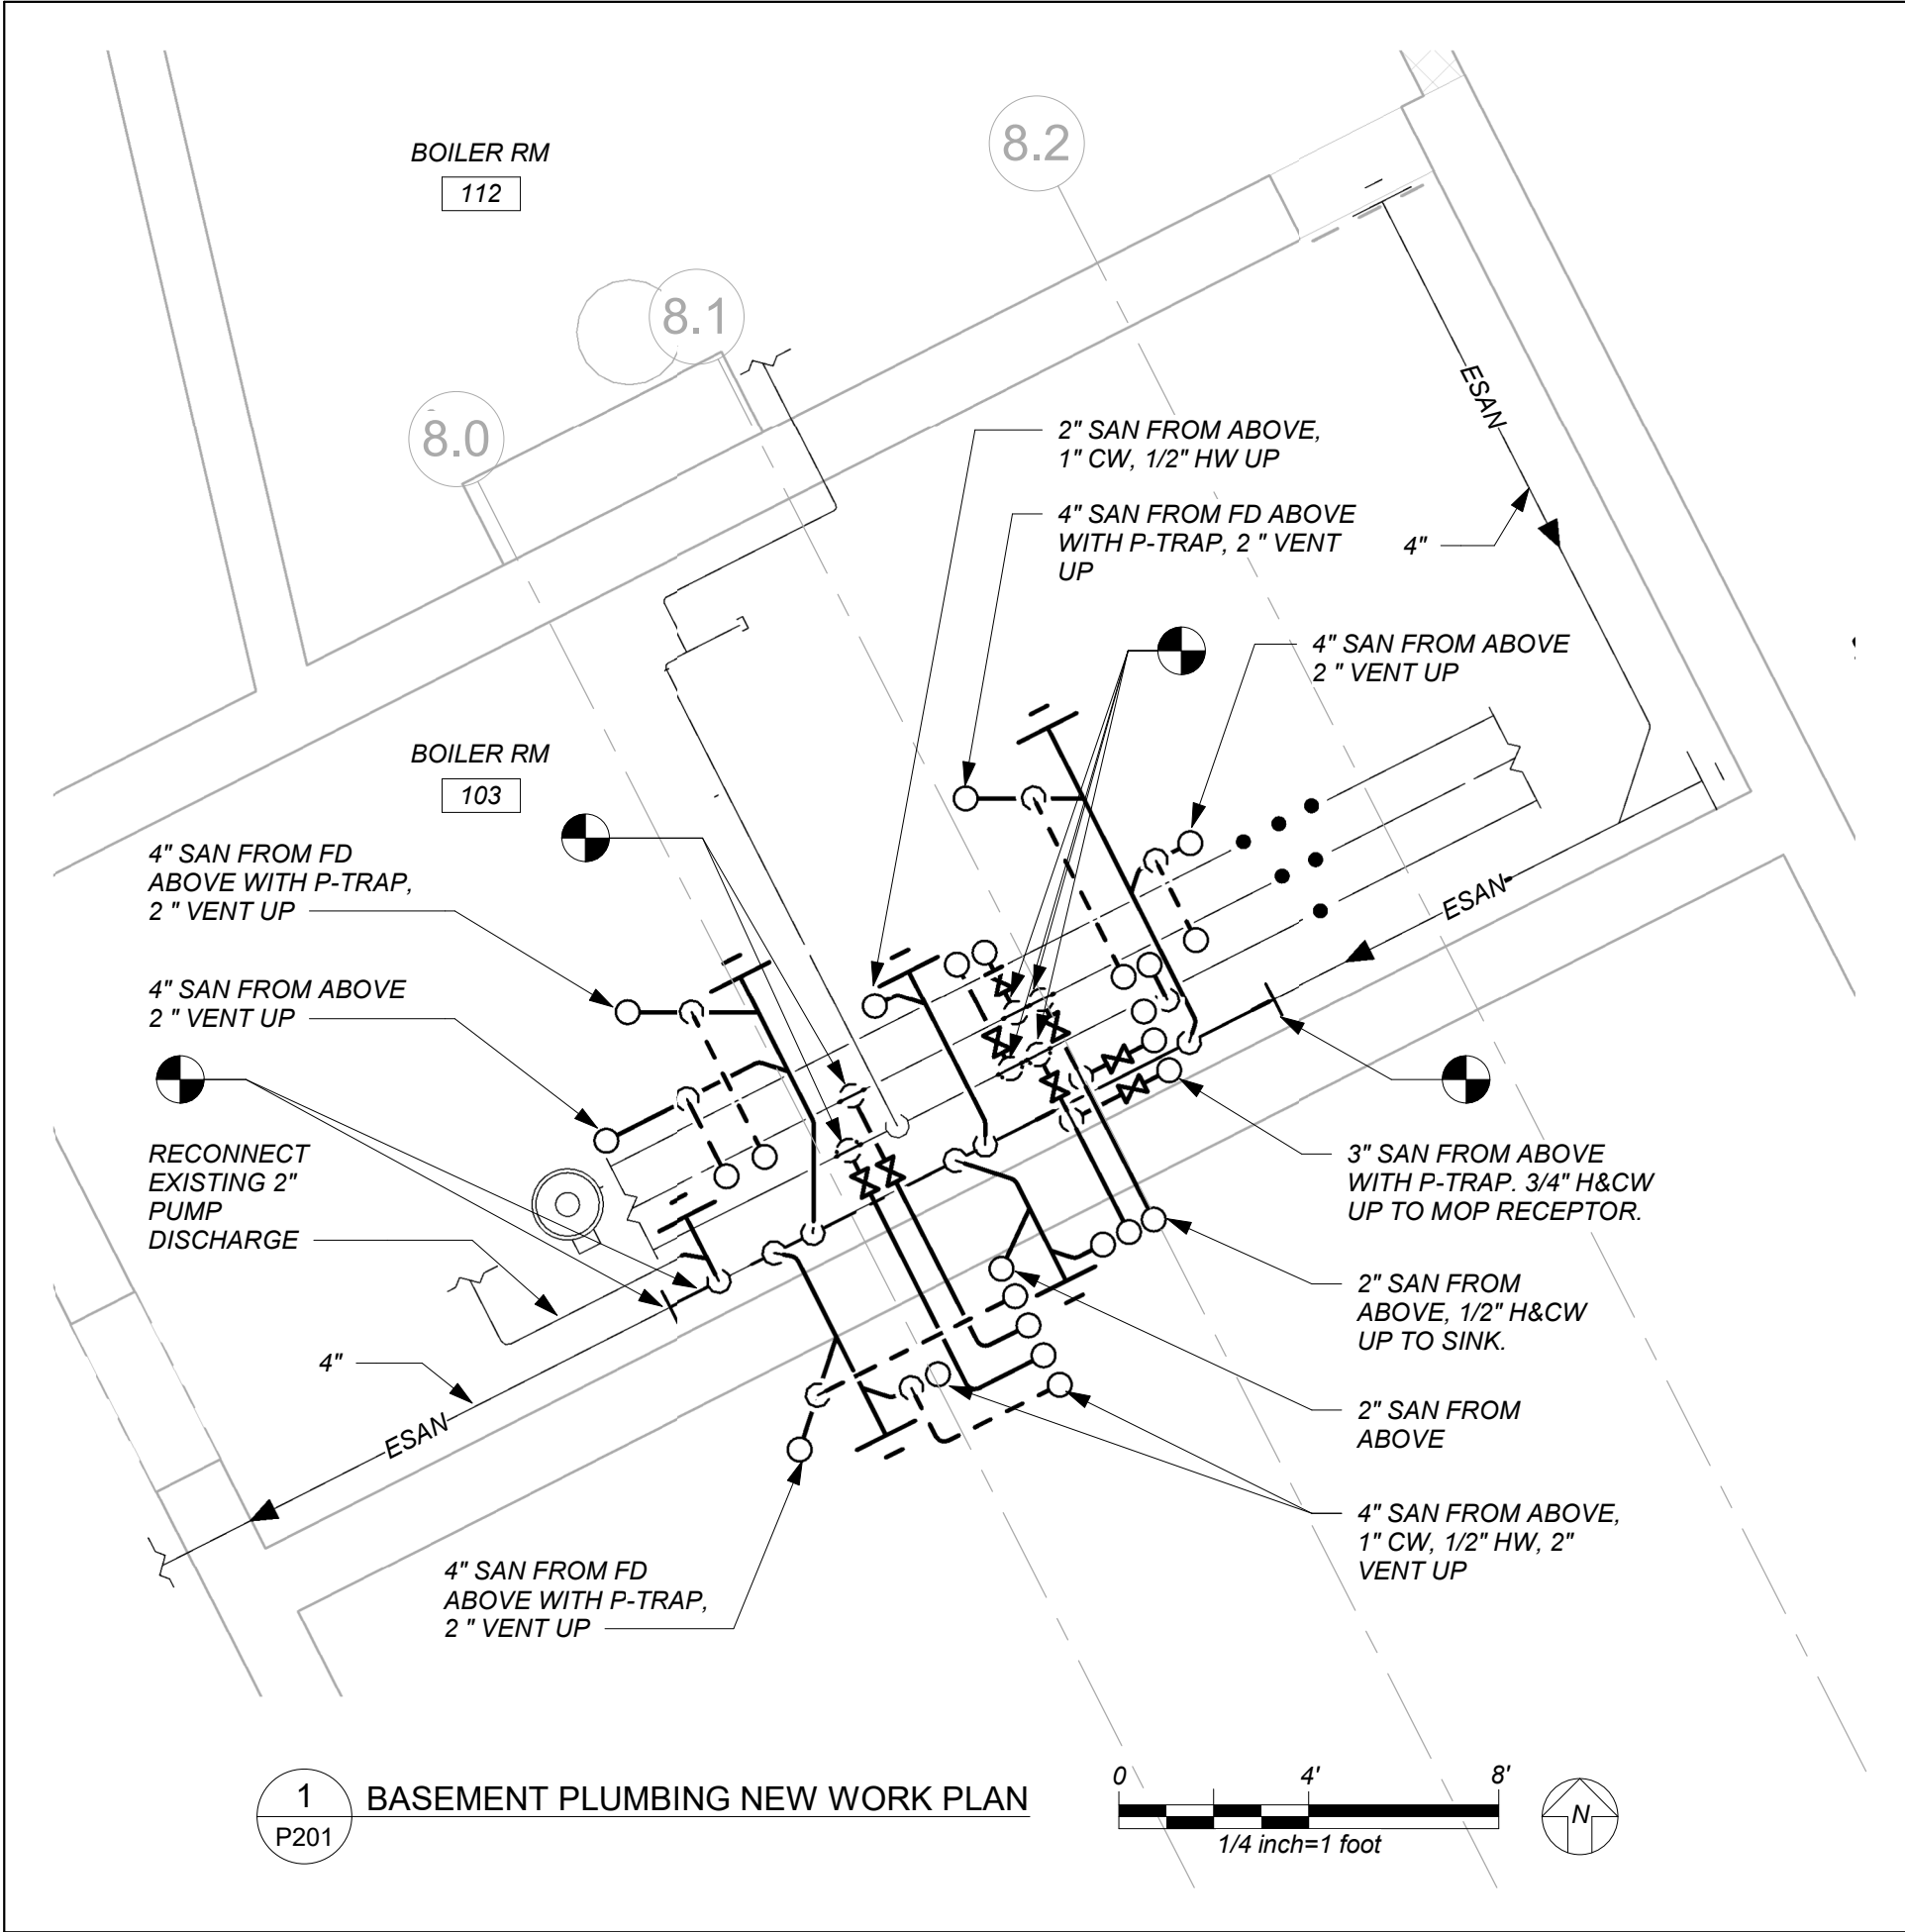 BOILER RM
112
8.2
8.1
8.0
ESAN
2" SAN FROM ABOVE,
1" CW, 1/2" HW UP
4" SAN FROM FD ABOVE
WITH P-TRAP, 2 " VENT
UP
4"
4" SAN FROM ABOVE
2 " VENT UP
BOILER RM
103
4" SAN FROM FD
ABOVE WITH P-TRAP,
2 " VENT UP
ESAN
4" SAN FROM ABOVE
2 " VENT UP
RECONNECT
EXISTING 2"
PUMP
DISCHARGE
3" SAN FROM ABOVE
WITH P-TRAP. 3/4" H&CW
UP TO MOP RECEPTOR.
2" SAN FROM
ABOVE, 1/2" H&CW
UP TO SINK.
4"
ESAN
2" SAN FROM
ABOVE
4" SAN FROM ABOVE,
1" CW, 1/2" HW, 2"
VENT UP
4" SAN FROM FD
ABOVE WITH P-TRAP,
2 " VENT UP
1
P201
BASEMENT PLUMBING NEW WORK PLAN
0 4' 8'
1/4 inch=1 foot
N